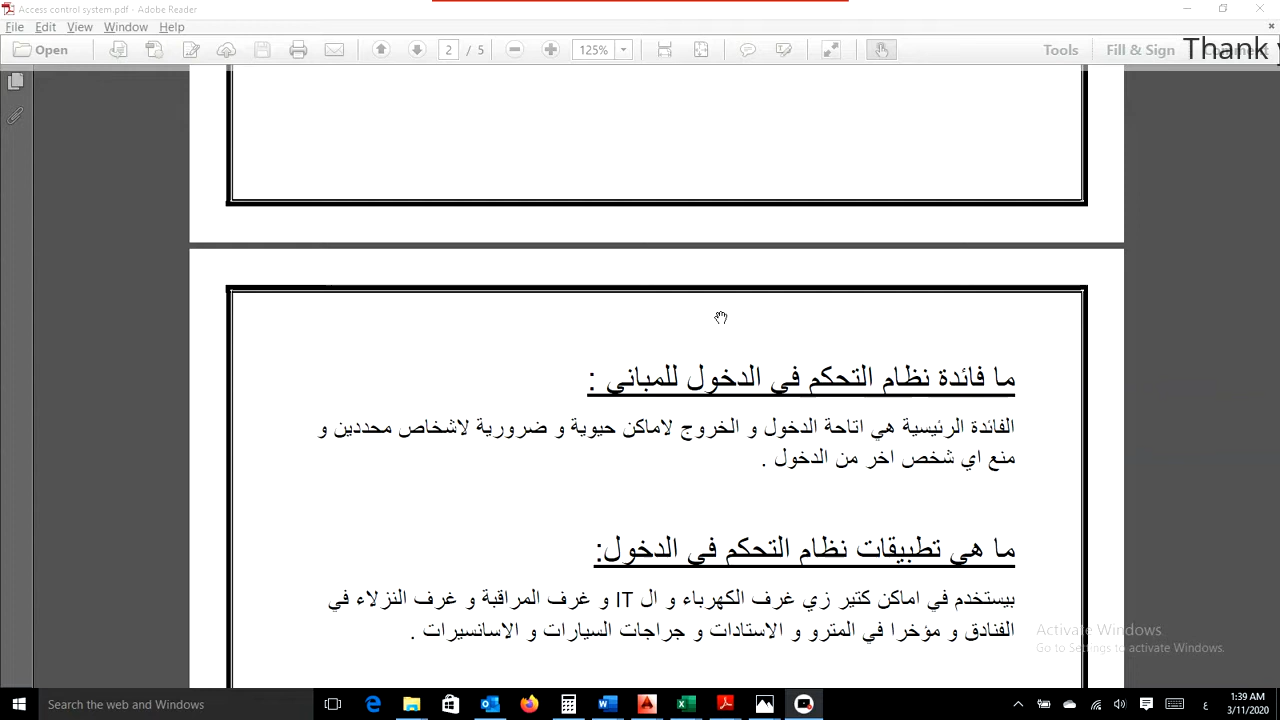 Access control system.pdf - Adobe Reader
File Edit View Window Help
Open 2 / 5 125% Tools Fill & Sign
Thank
ما فائدة نظام التحكم في الدخول للمباني :
الفائدة الرئيسية هي اتاحة الدخول و الخروج لاماكن حيوية و ضرورية لاشخاص محددين و
منع اي شخص اخر من الدخول .
ما هي تطبيقات نظام التحكم في الدخول:
بيستخدم في اماكن كتير زي غرف الكهرباء و ال IT و غرف المراقبة و غرف النزلاء في
الفنادق و مؤخرا في المترو و الاستادات و جراجات السيارات و الاسانسيرات .
Activate Windows
Go to Settings to activate Windows.
Search the web and Windows
ع
1:39 AM
3/11/2020